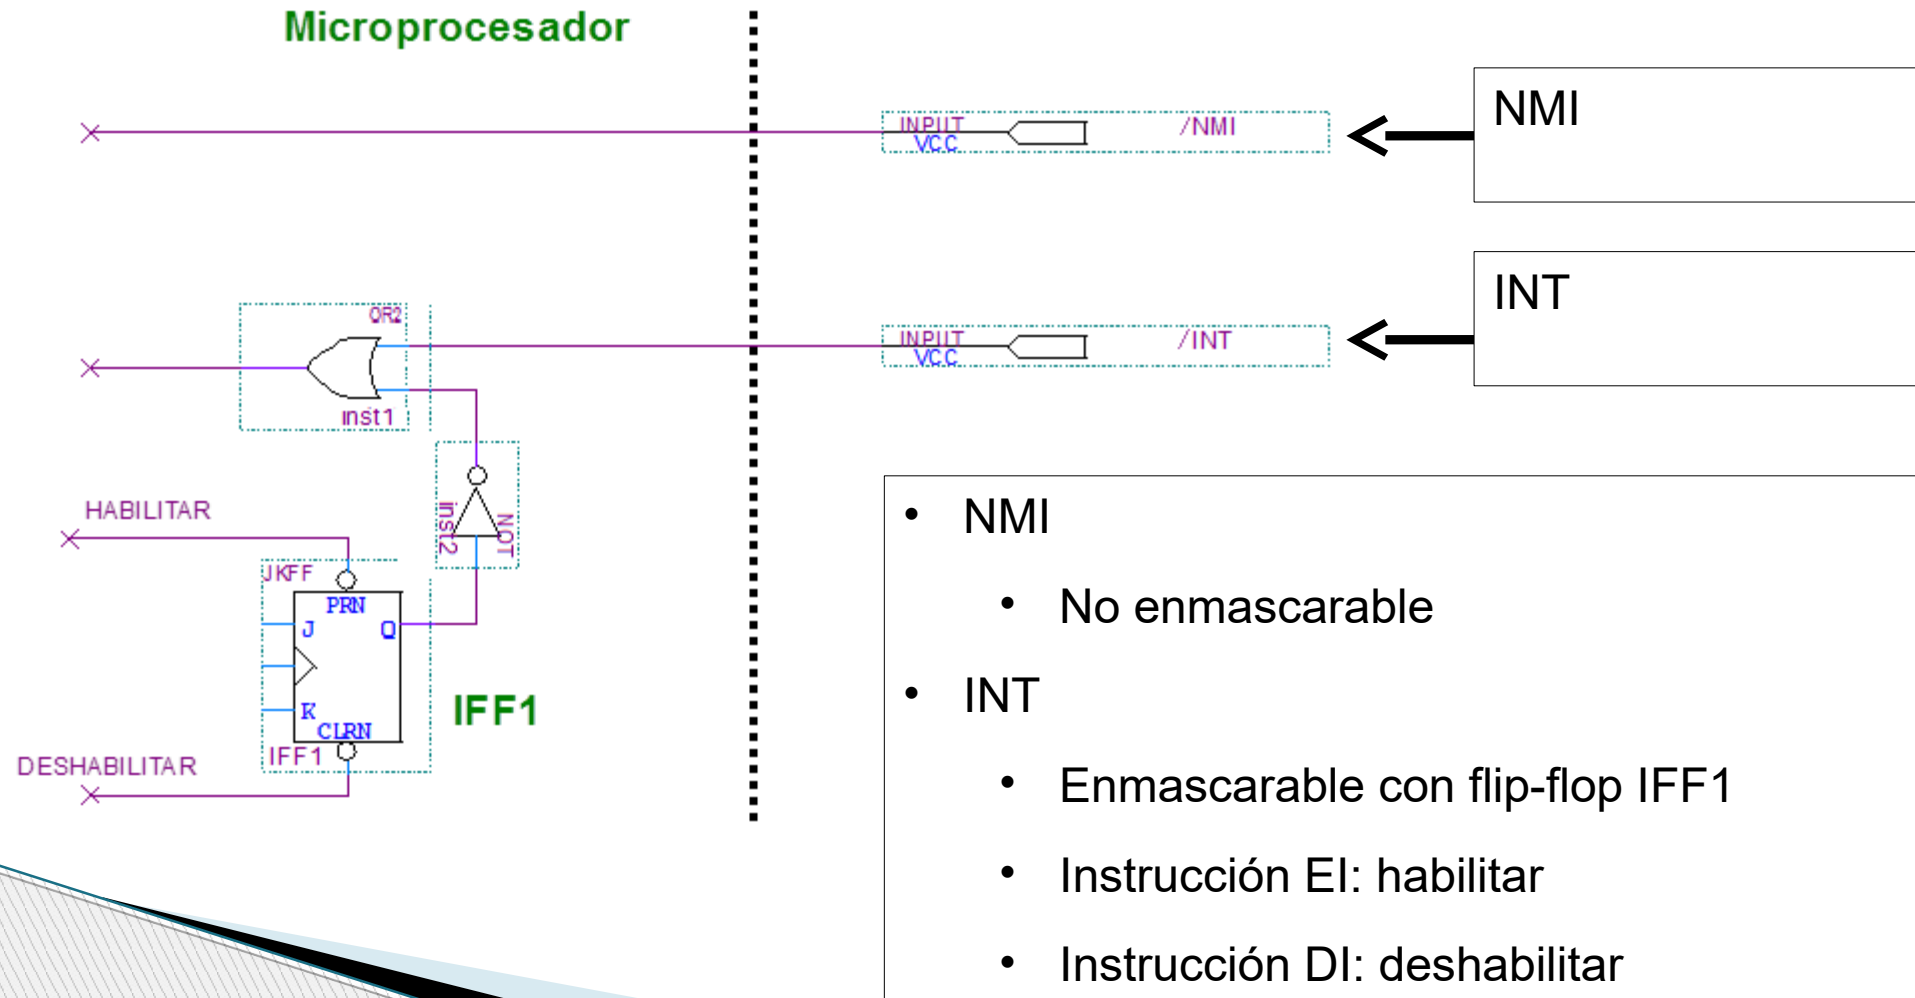 Microprocesador
INPUT
VCC
/NMI
NMI
OR2
inst1
INPUT
VCC
/INT
INT
HABILITAR
inst2
NOT
JKFF
PRN
J
Q
K
CLRN
IFF1
IFF1
DESHABILITAR
• NMI
• No enmascarable
• INT
• Enmascarable con flip-flop IFF1
• Instrucción EI: habilitar
• Instrucción DI: deshabilitar